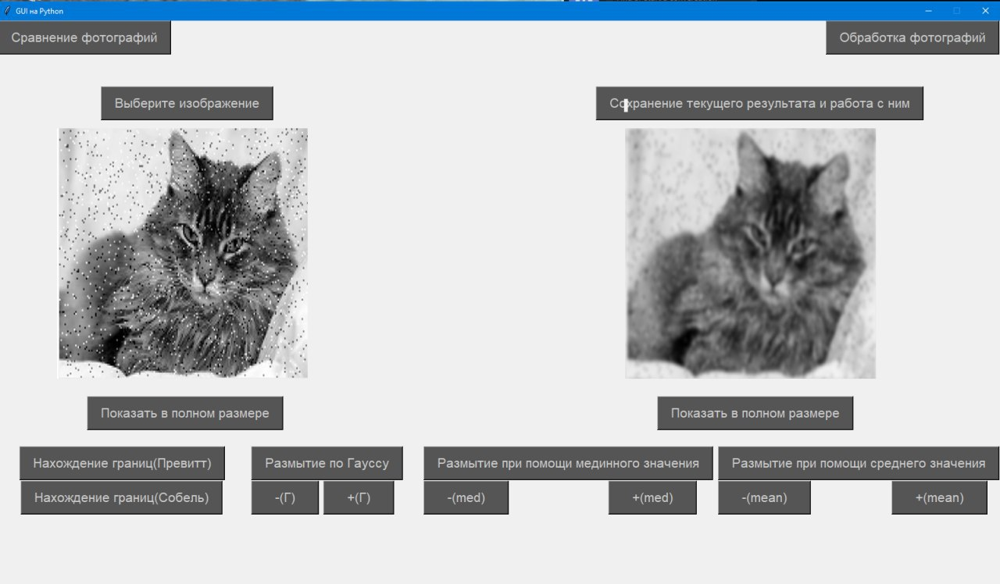 GUI на Python
Сравнение фотографий
Обработка фотографий
Выберите изображение
Сохранение текущего результата и работа с ним
Показать в полном размере
Показать в полном размере
Нахождение границ(Превитт)
Размытие по Гауссу
Размытие при помощи мединного значения
Размытие при помощи среднего значения
Нахождение границ(Собель)
-(Г)
+(Г)
-(med)
+(med)
-(mean)
+(mean)